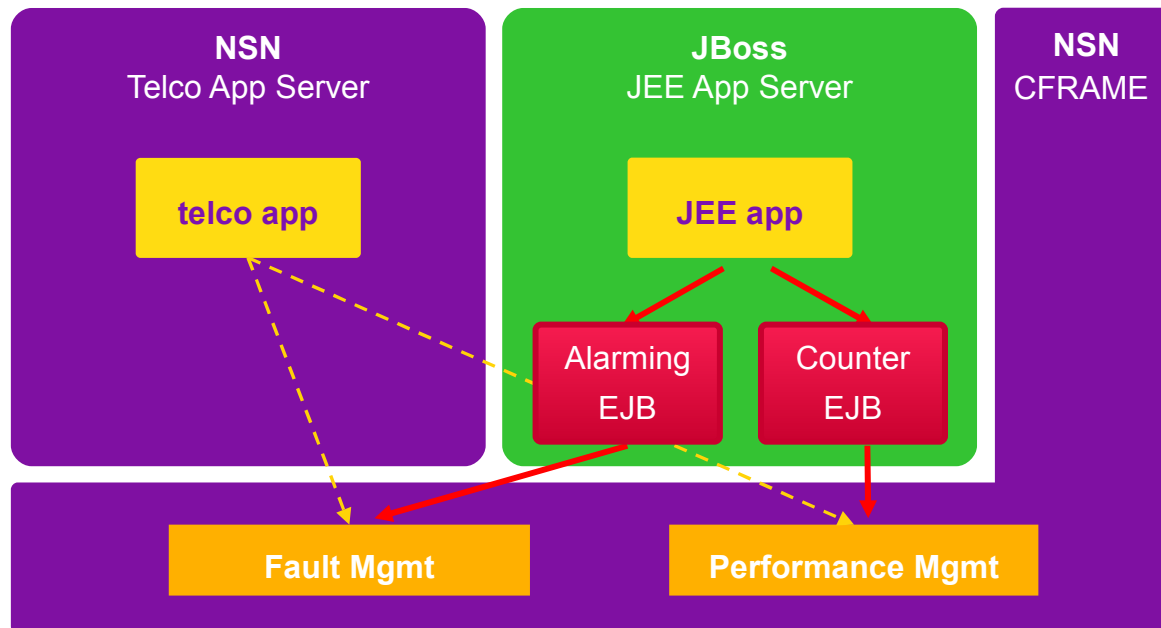 NSN
Telco App Server
JBoss
JEE App Server
NSN
CFRAME
telco app
JEE app
Alarming
EJB
Counter
EJB
Fault Mgmt
Performance Mgmt